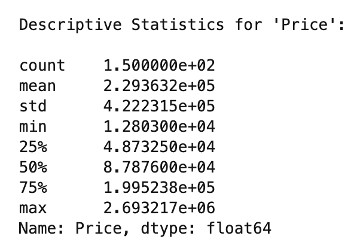 Descriptive Statistics for 'Price':
count    1.500000e+02
mean     2.293632e+05
std      4.222315e+05
min      1.280300e+04
25%      4.873250e+04
50%      8.787600e+04
75%      1.995238e+05
max      2.693217e+06
Name: Price, dtype: float64